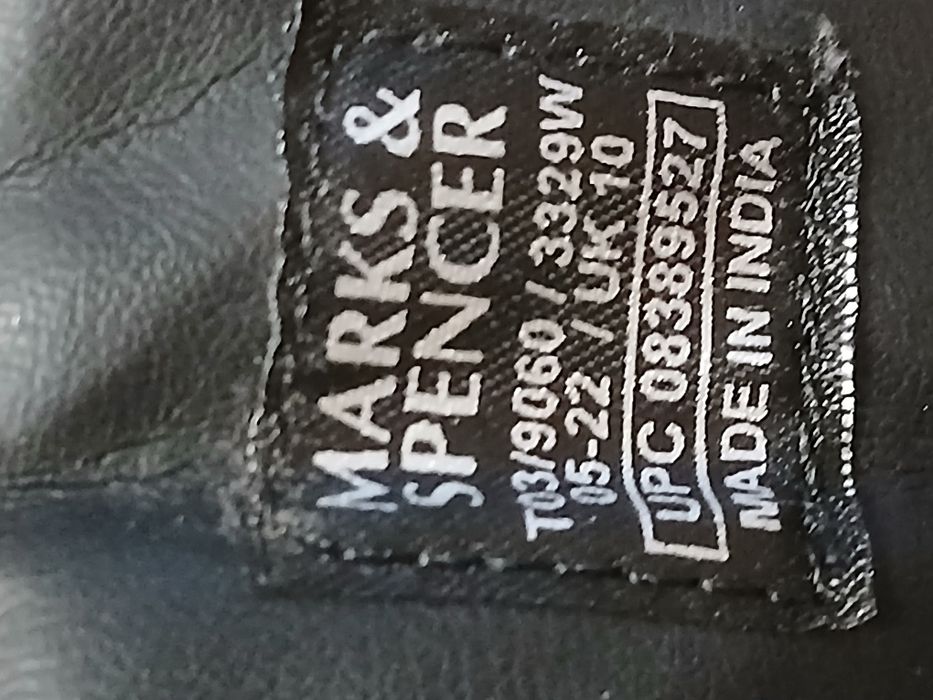 MARKS &
SPENCER
T03/9060 / 3329W
05-22 / UK 10
UPC 08389527
MADE IN INDIA